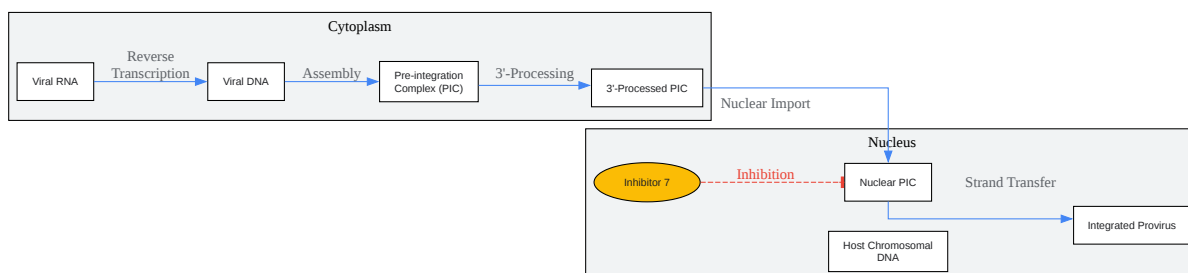 Cytoplasm
Viral RNA
Reverse
Transcription
Viral DNA
Assembly
Pre-integration
Complex (PIC)
3'-Processing
3'-Processed PIC
Nuclear Import
Nucleus
Inhibitor 7
Inhibition
Nuclear PIC
Strand Transfer
Integrated Provirus
Host Chromosomal
DNA